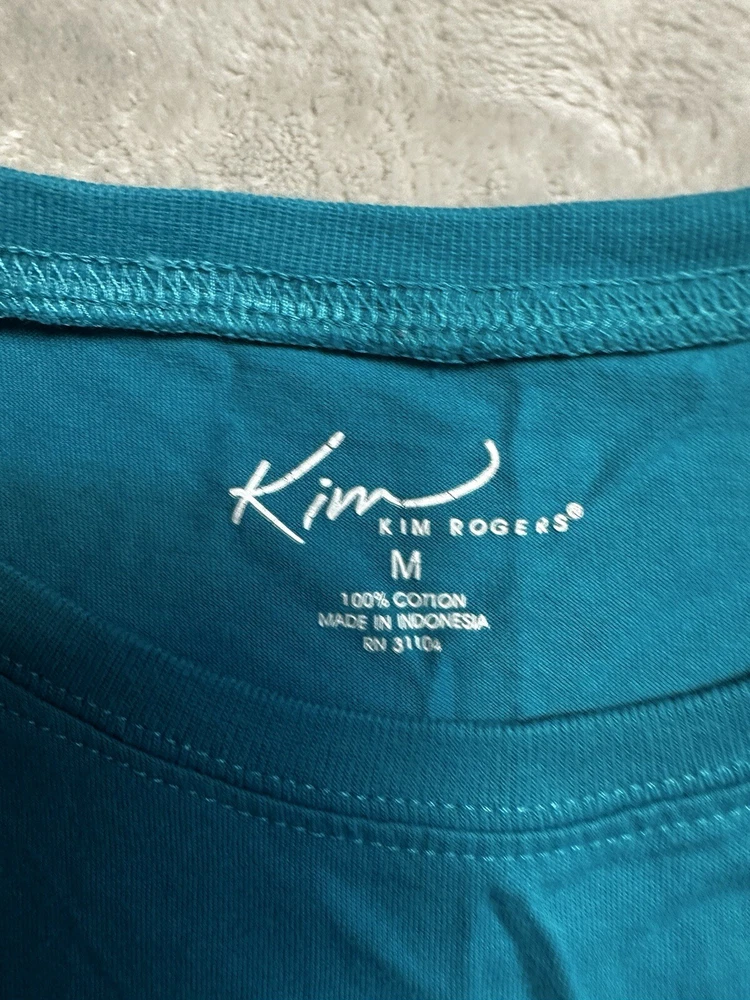 Kim
KIM ROGERS®
M
100% COTTON
MADE IN INDONESIA
RN 31104